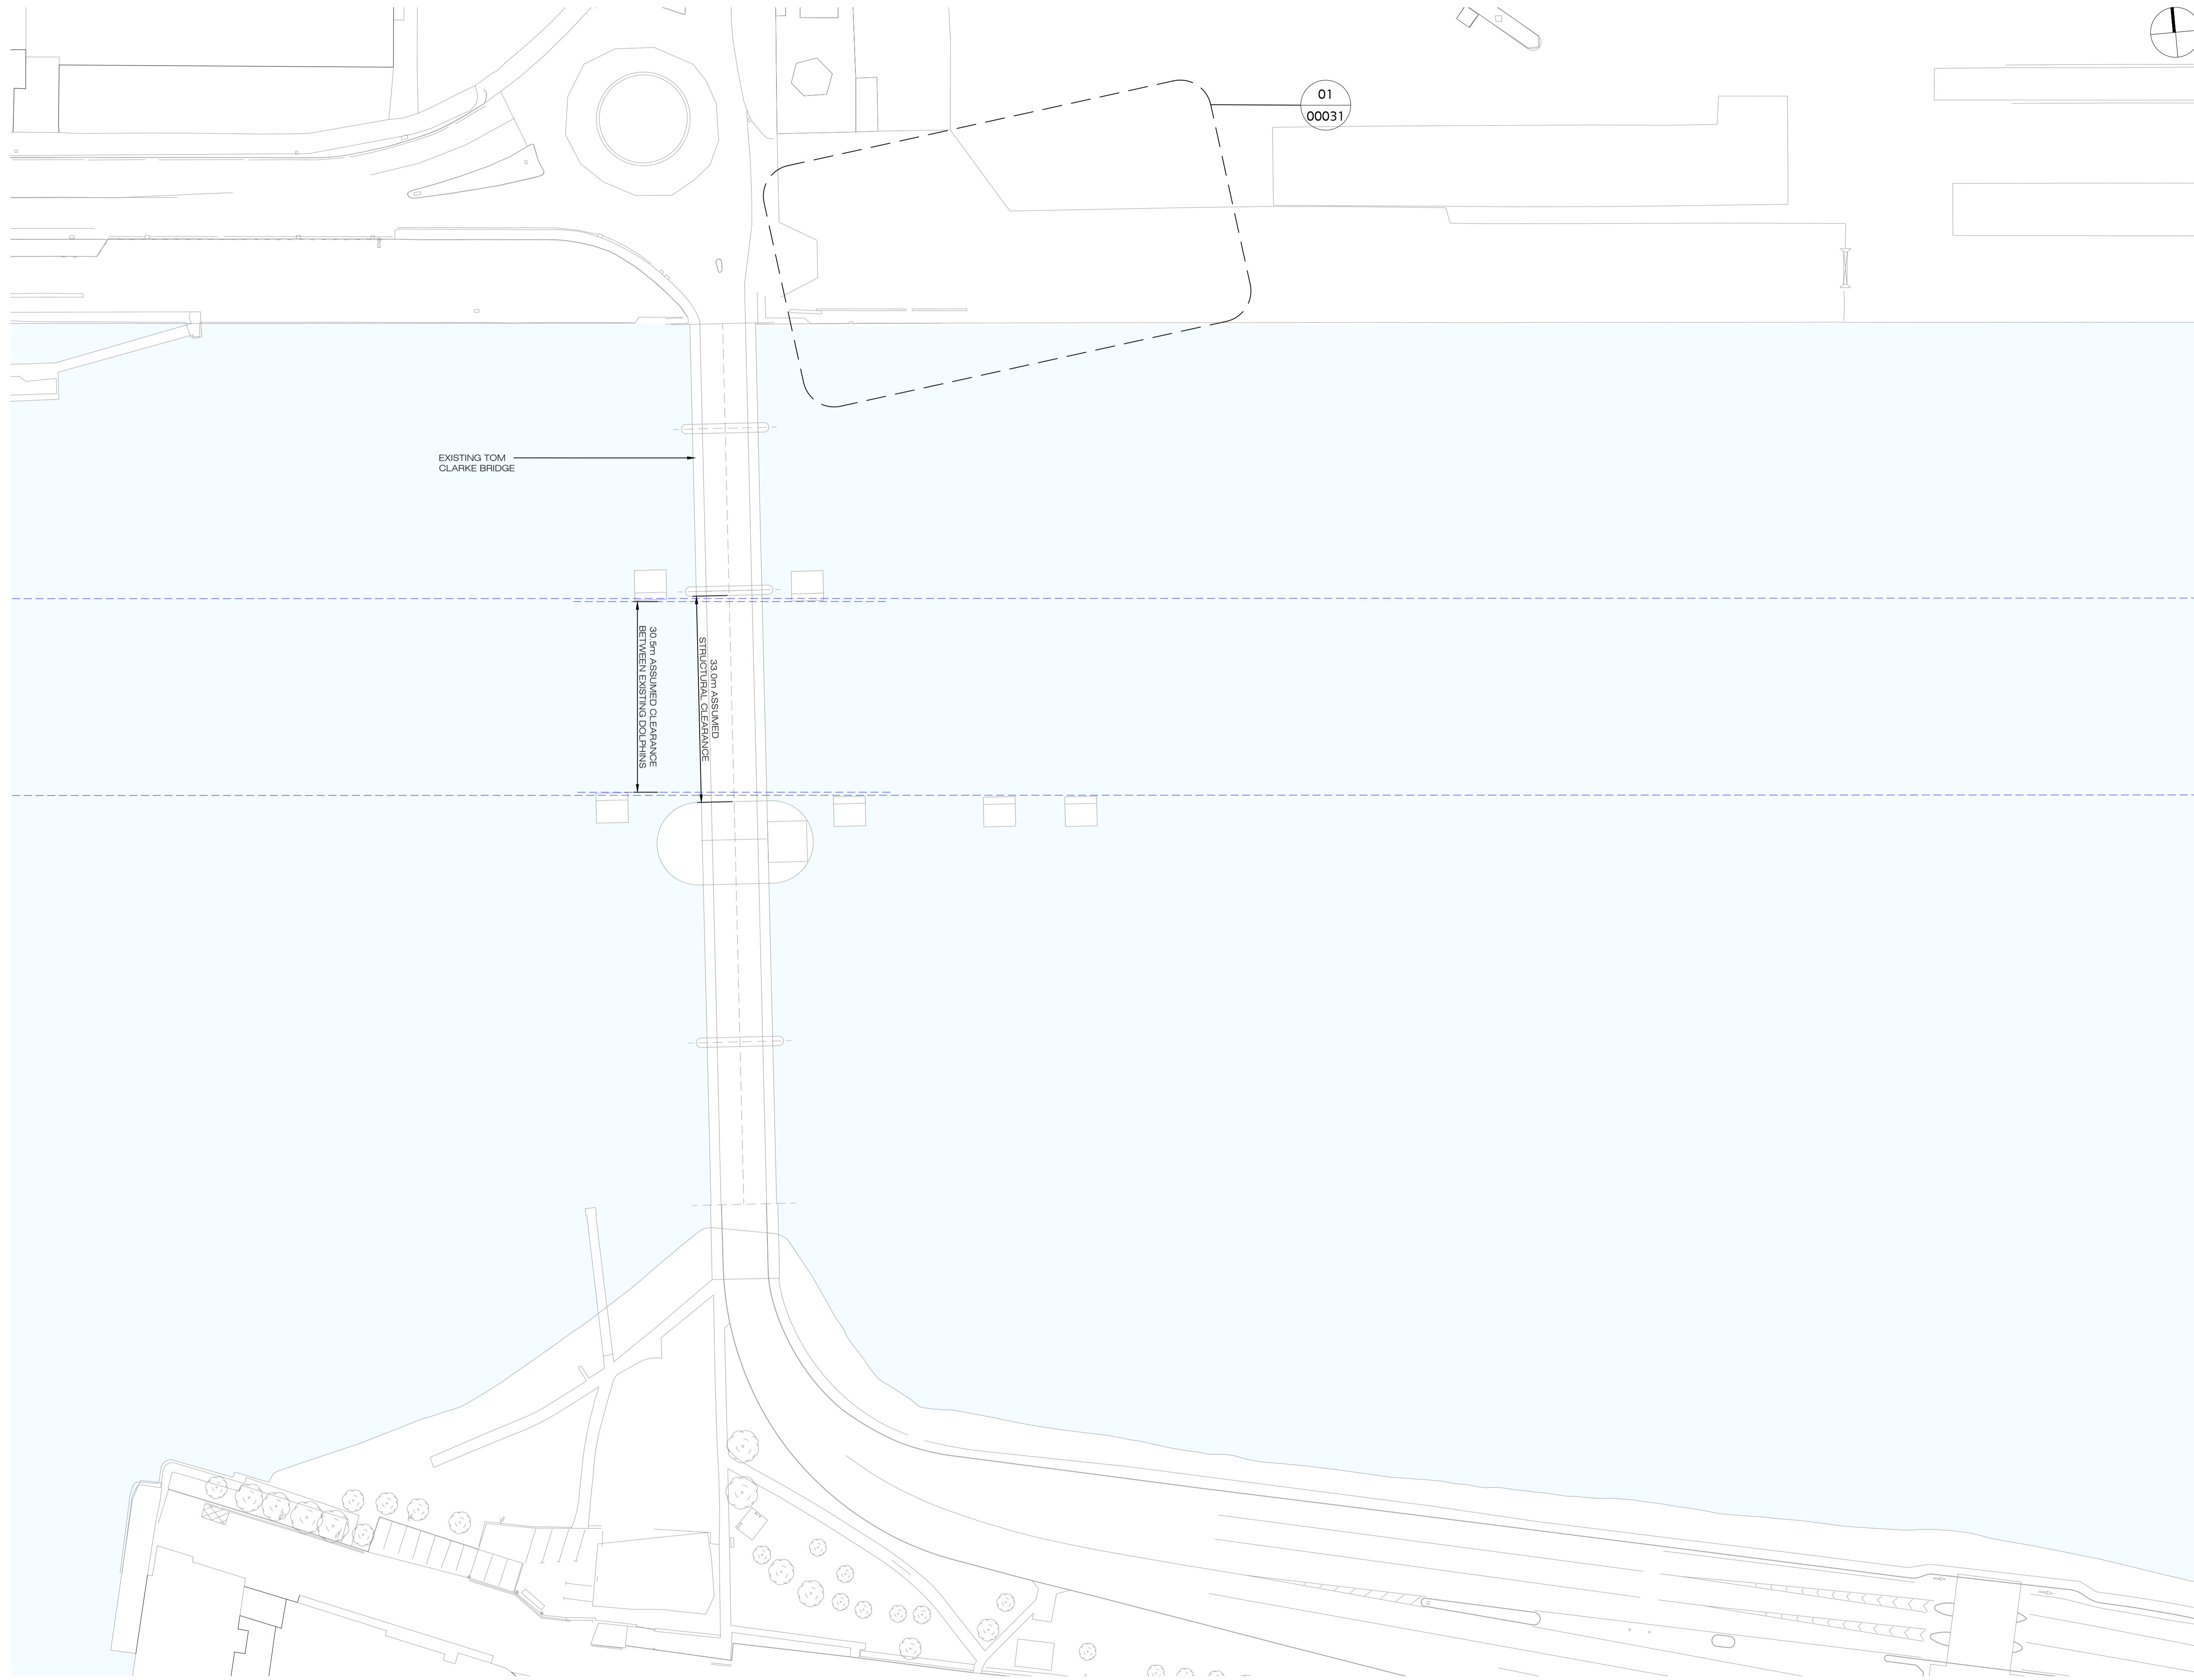 01
00031
EXISTING TOM
CLARKE BRIDGE
30.5m ASSUMED CLEARANCE
BETWEEN EXISTING DOLPHINS
33.0m ASSUMED
STRUCTURAL CLEARANCE